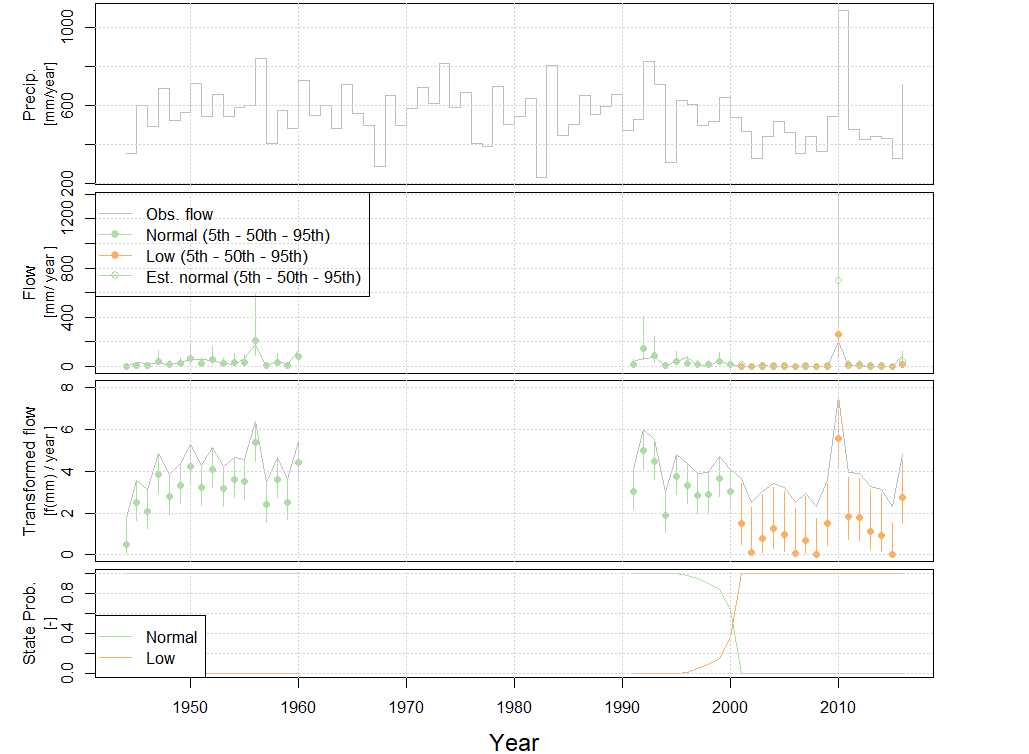 Precip.
[mm/year]
200
600
1000
Flow
[mm/ year ]
0
400
800
1200
Obs. flow
Normal (5th - 50th - 95th)
Low (5th - 50th - 95th)
Est. normal (5th - 50th - 95th)
Transformed flow
[f(mm) / year ]
0
2
4
6
8
State Prob.
[-]
0.0
0.4
0.8
Normal
Low
1950 1960 1970 1980 1990 2000 2010
Year